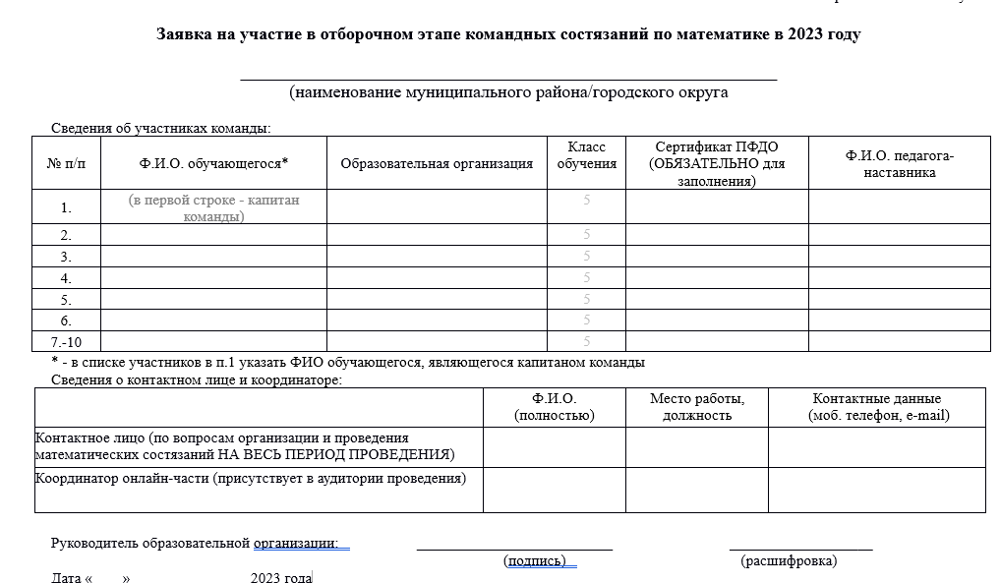 Заявка на участие в отборочном этапе командных состязаний по математике в 2023 году
(наименование муниципального района/городского округа
Сведения об участниках команды:
№ п/п Ф.И.О. обучающегося* Образовательная организация Класс обучения Сертификат ПФДО (ОБЯЗАТЕЛЬНО для заполнения) Ф.И.О. педагога-наставника
1. (в первой строке - капитан команды) 5
2. 5
3. 5
4. 5
5. 5
6. 5
7.-10 5
* - в списке участников в п.1 указать ФИО обучающегося, являющегося капитаном команды
Сведения о контактном лице и координаторе:
Ф.И.О. (полностью) Место работы, должность Контактные данные (моб. телефон, e-mail)
Контактное лицо (по вопросам организации и проведения
математических состязаний НА ВЕСЬ ПЕРИОД ПРОВЕДЕНИЯ)
Координатор онлайн-части (присутствует в аудитории проведения)
Руководитель образовательной организации:
(подпись) (расшифровка)
Дата « » 2023 года